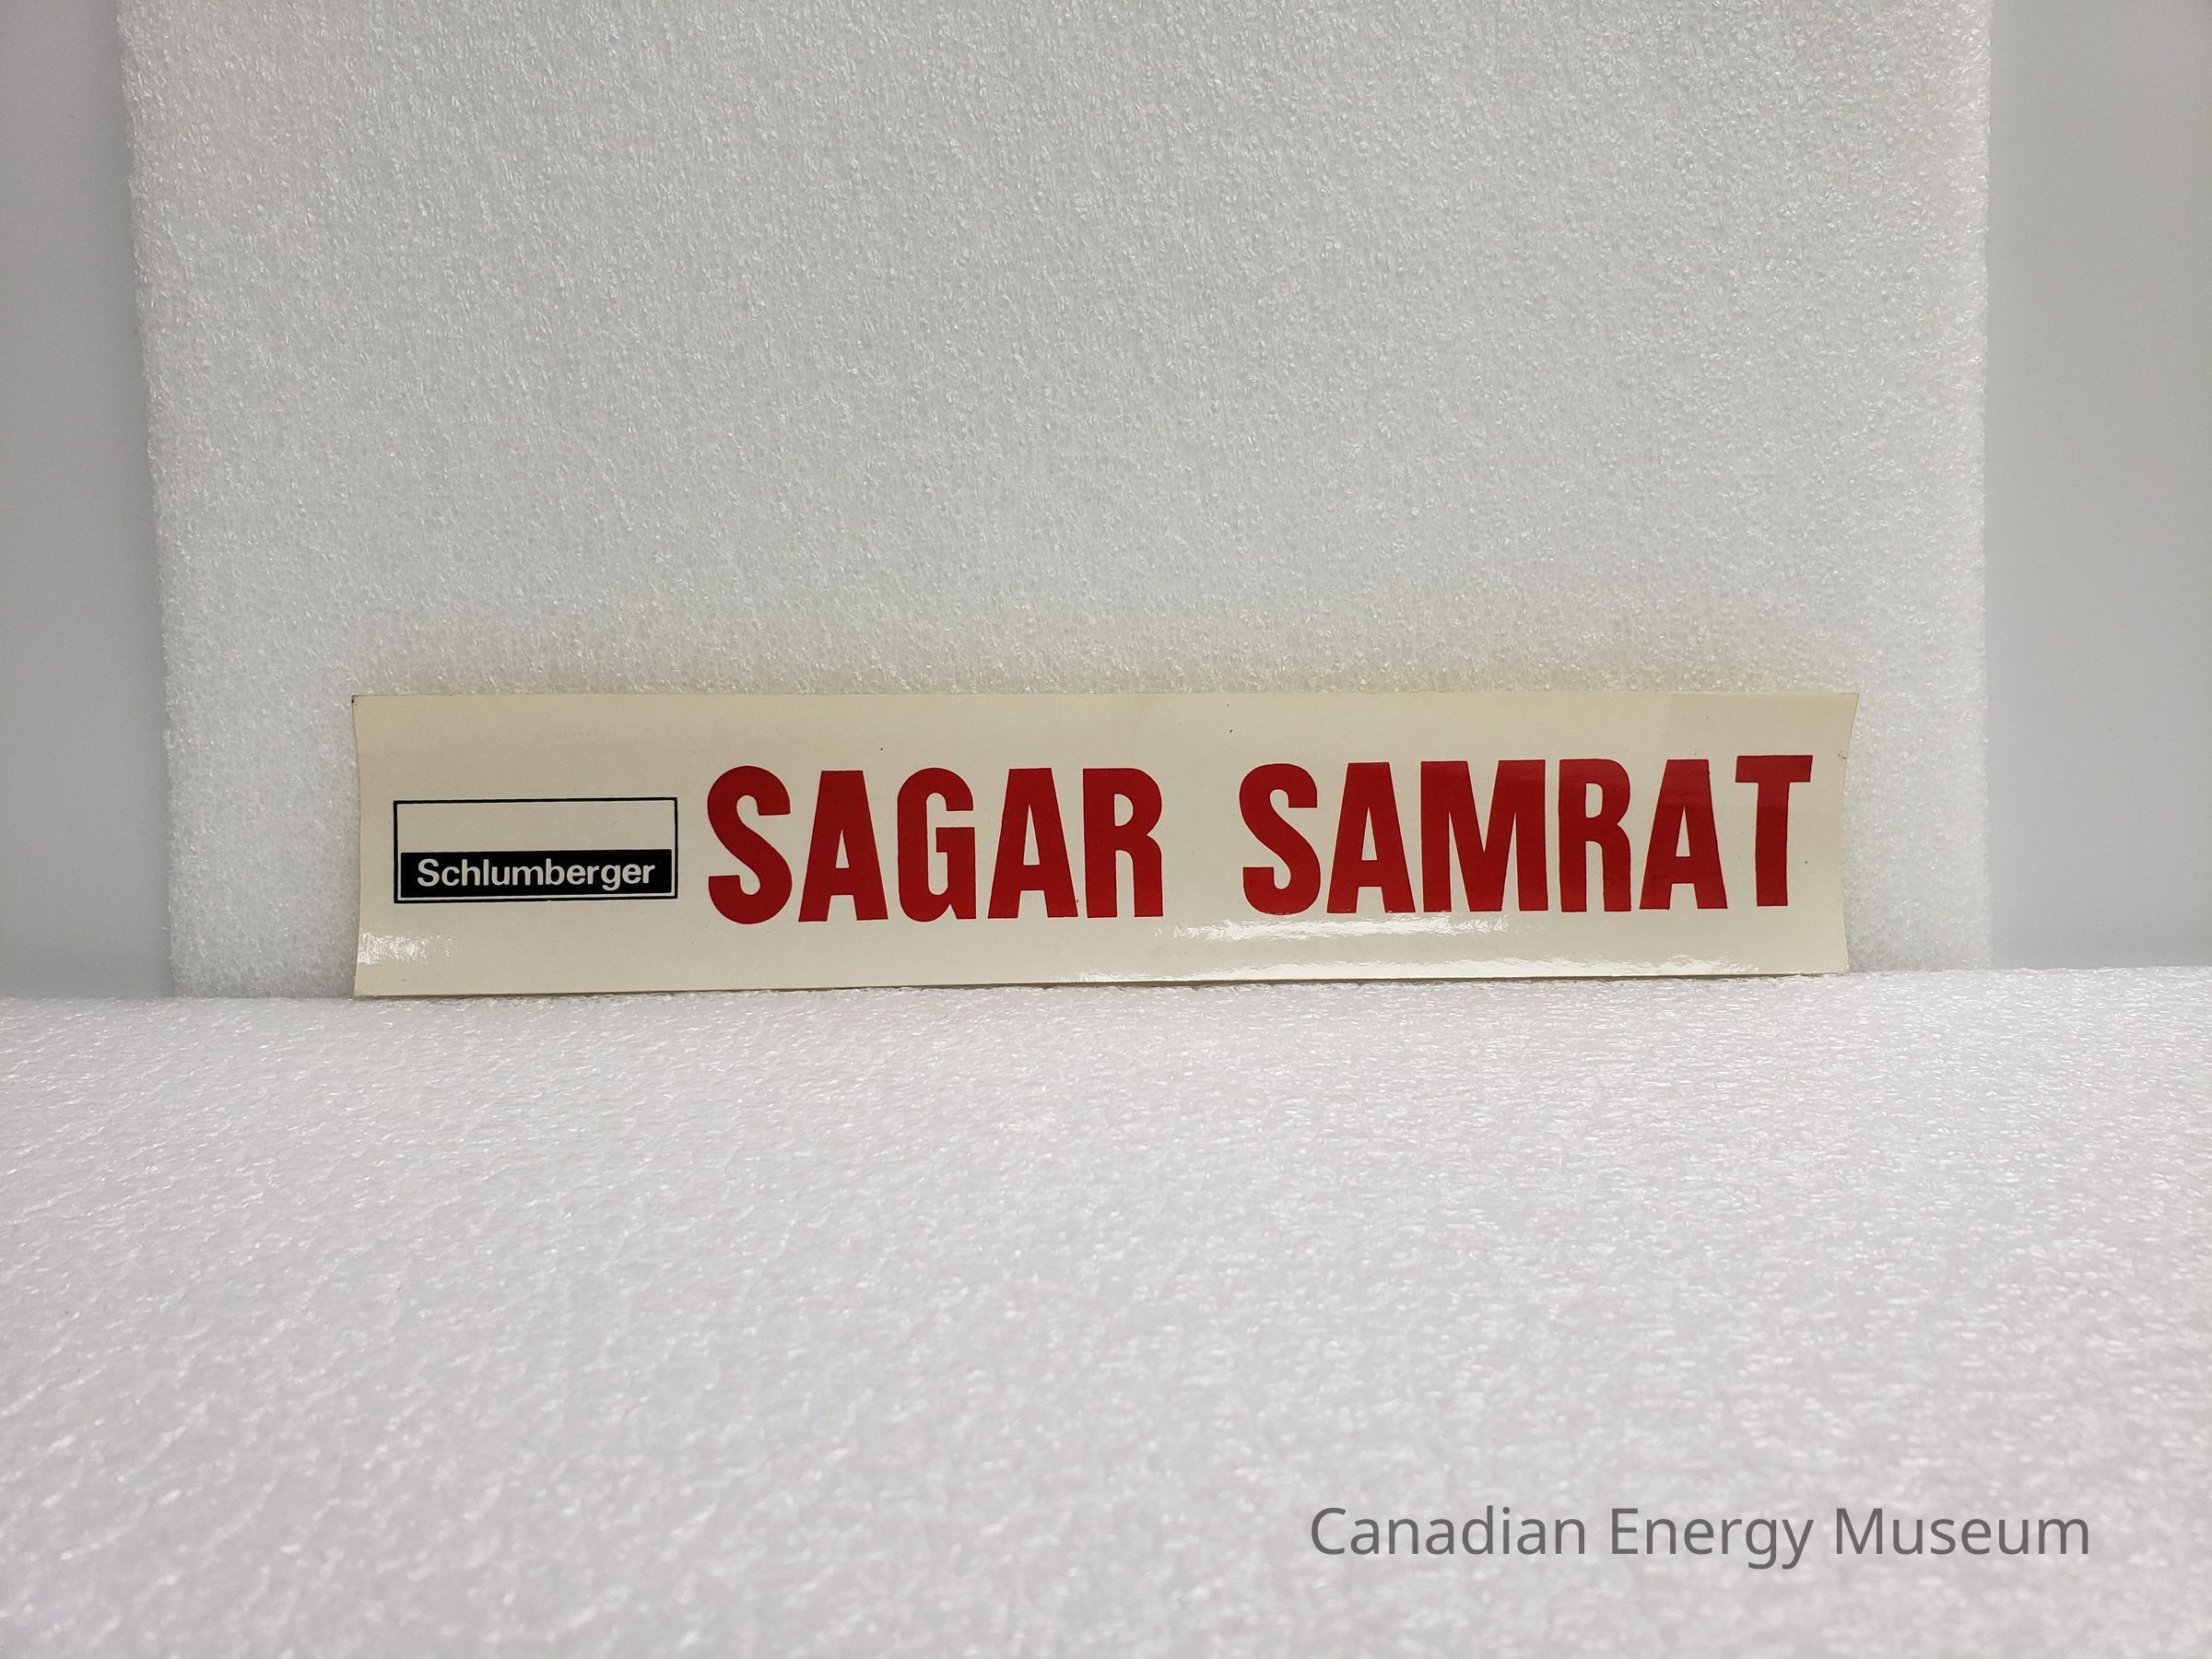 Schlumberger SAGAR SAMRAT
Canadian Energy Museum